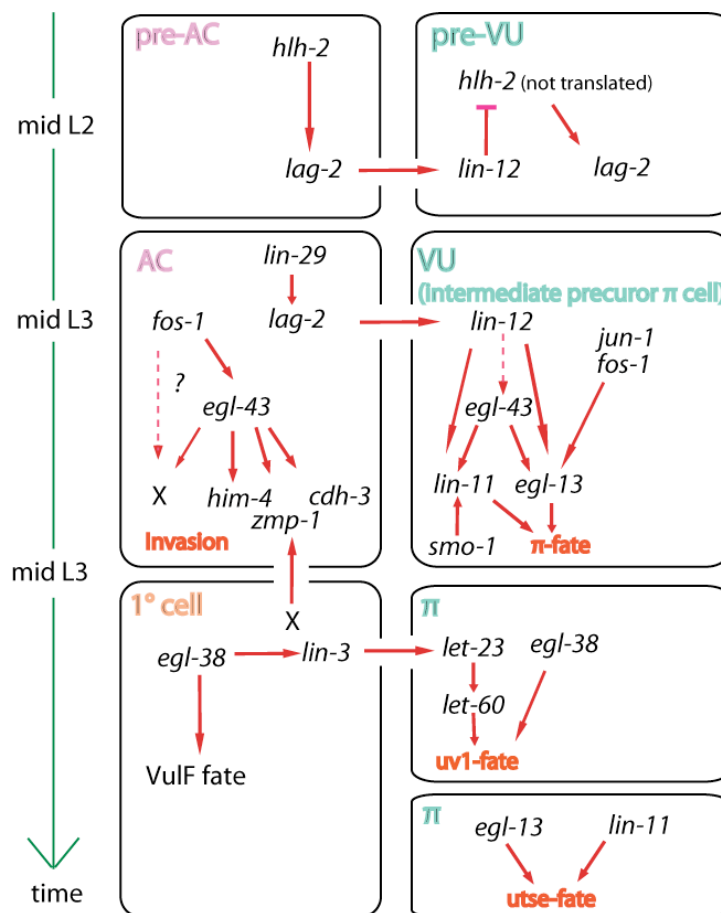 pre-AC
hlh-2
lag-2
pre-VU
hlh-2 (not translated)
lin-12
lag-2
mid L2
AC
lin-29
lag-2
fos-1
?
egl-43
X
him-4
cdh-3
zmp-1
Invasion
VU
(Intermediate precuror π cell)
lin-12
jun-1
fos-1
egl-43
lin-11
egl-13
smo-1
π-fate
mid L3
mid L3
1° cell
X
egl-38
lin-3
VulF fate
π
let-23
egl-38
let-60
uv1-fate
π
egl-13
lin-11
utse-fate
time